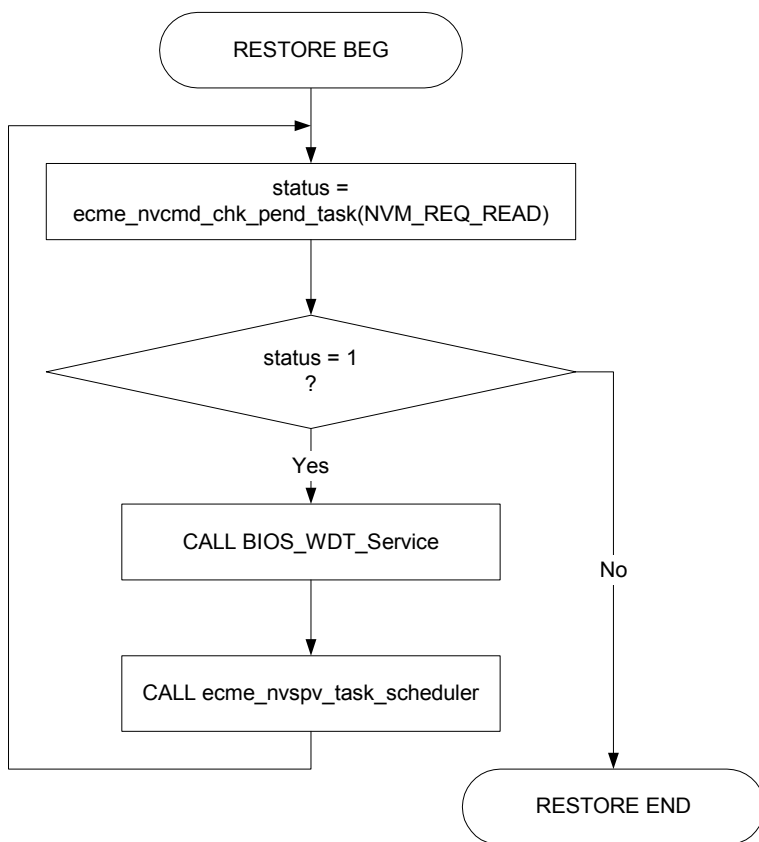 RESTORE BEG
status =
ecme_nvcmd_chk_pend_task(NVM_REQ_READ)
status = 1
?
Yes
CALL BIOS_WDT_Service
No
CALL ecme_nvspv_task_scheduler
RESTORE END